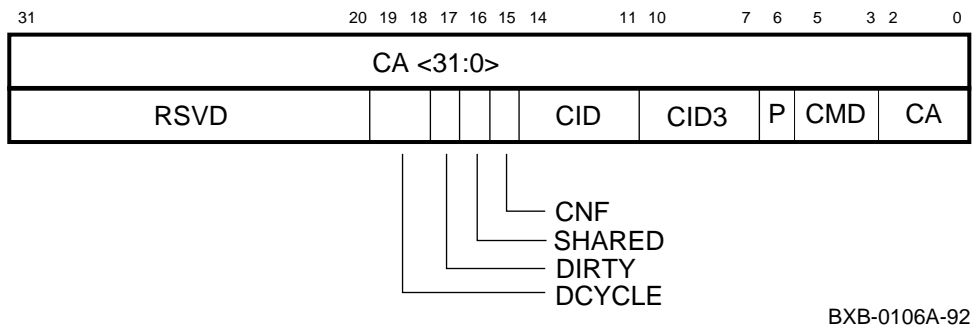 31 20 19 18 17 16 15 14 11 10 7 6 5 3 2 0
CA <31:0>
RSVD CID CID3 P CMD CA
CNF
SHARED
DIRTY
DCYCLE
BXB-0106A-92